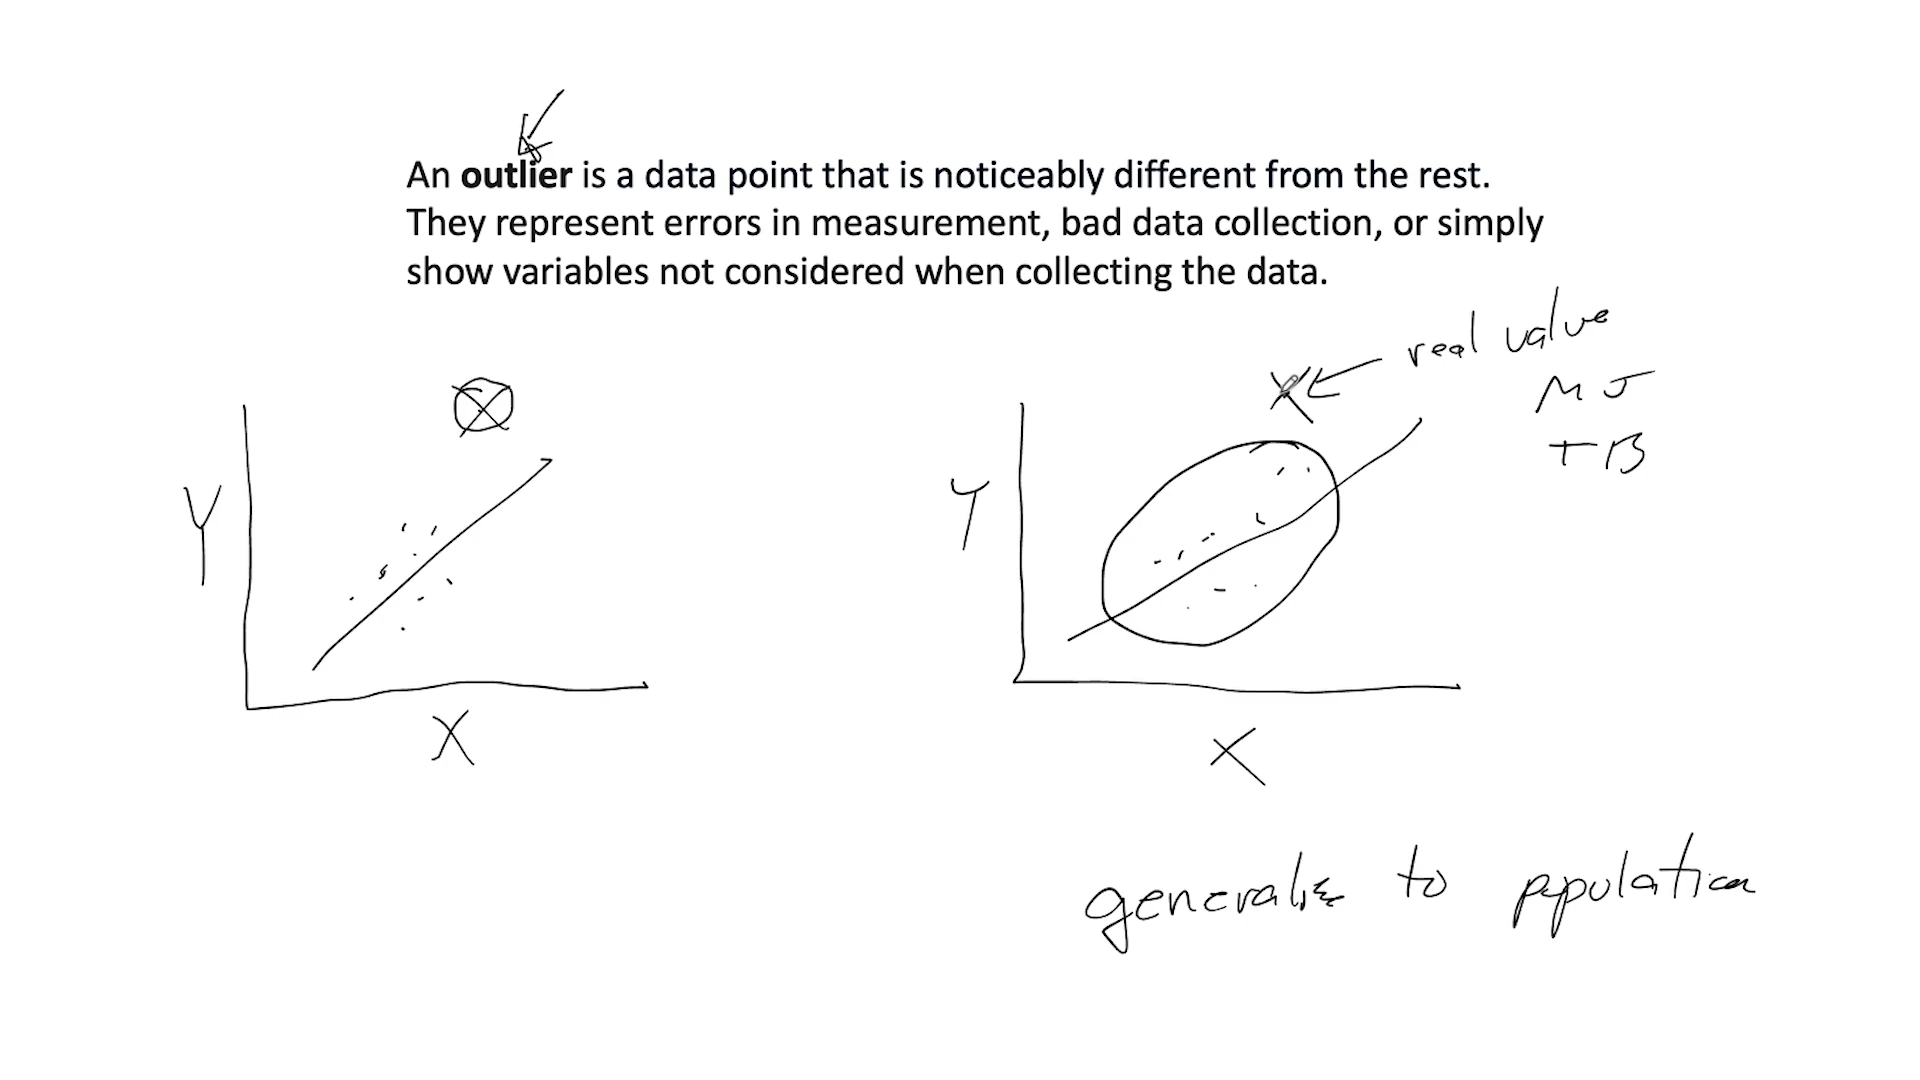 An outlier is a data point that is noticeably different from the rest.
They represent errors in measurement, bad data collection, or simply
show variables not considered when collecting the data.
real value
MJ
TB
Y
X
Y
X
generalize to population